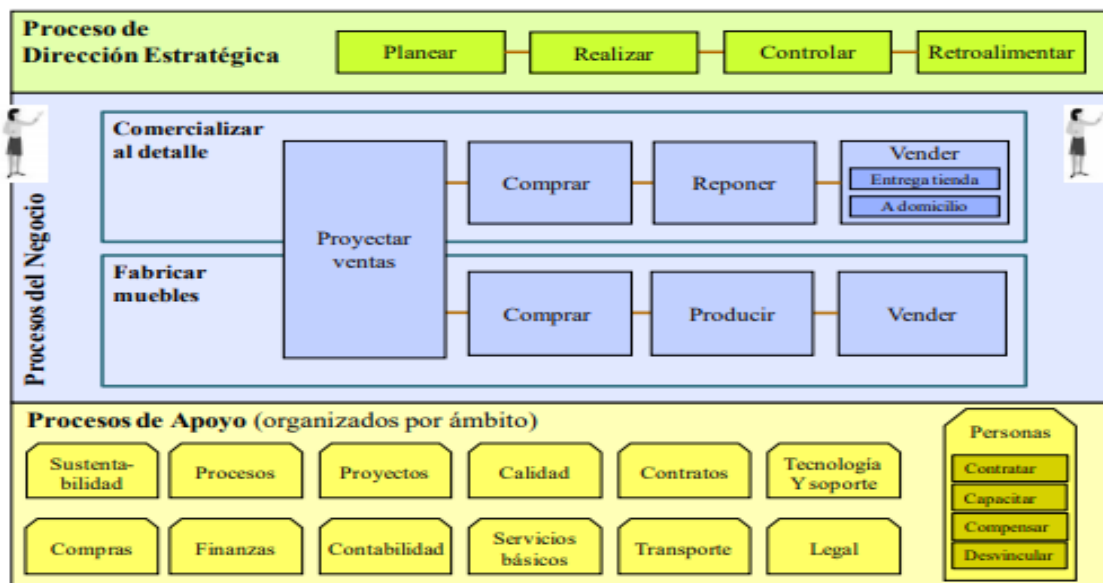 Proceso de
Dirección Estratégica
Planear
Realizar
Controlar
Retroalimentar
Procesos del Negocio
Comercializar
al detalle
Proyectar
ventas
Comprar
Reponer
Vender
Entrega tienda
A domicilio
Fabricar
muebles
Comprar
Producir
Vender
Procesos de Apoyo (organizados por ámbito)
Sustenta-
bilidad
Procesos
Proyectos
Calidad
Contratos
Tecnología
Y soporte
Compras
Finanzas
Contabilidad
Servicios
básicos
Transporte
Legal
Personas
Contratar
Capacitar
Compensar
Desvincular